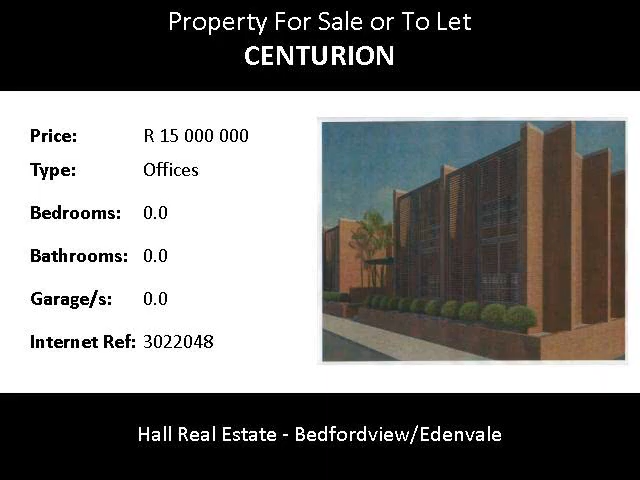 Property For Sale or To Let
CENTURION
Price: R 15 000 000
Type: Offices
Bedrooms: 0.0
Bathrooms: 0.0
Garage/s: 0.0
Internet Ref: 3022048
Hall Real Estate - Bedfordview/Edenvale